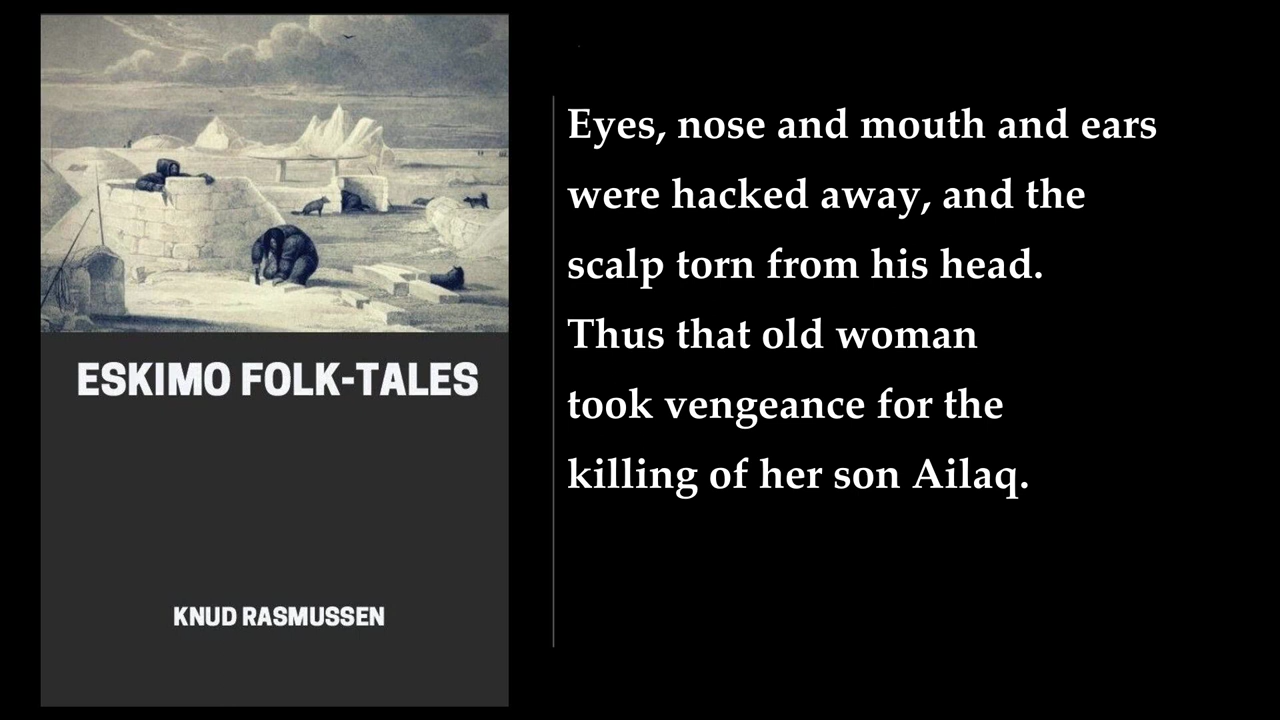 ESKIMO FOLK-TALES
KNUD RASMUSSEN
Eyes, nose and mouth and ears
were hacked away, and the
scalp torn from his head.
Thus that old woman
took vengeance for the
killing of her son Ailaq.